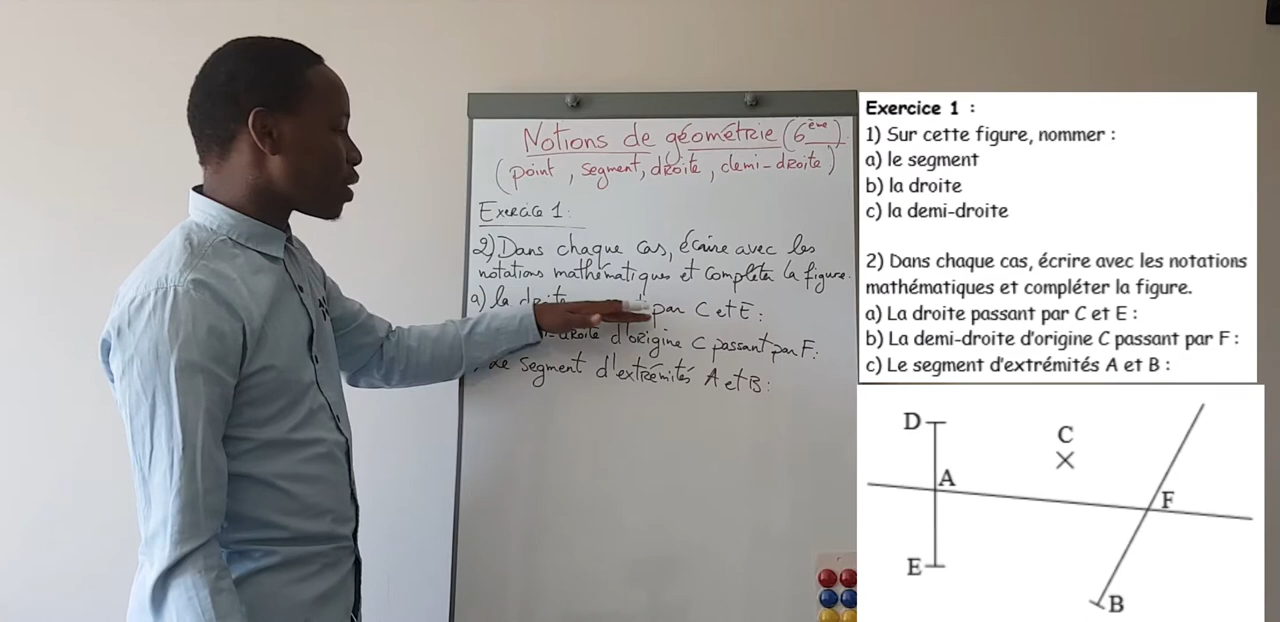 Notions de géométrie (6ème)
(point, segment, droite, demi-droite)
Exercice 1:
2) Dans chaque cas, écrire avec les
notations mathématiques et compléter la figure.
a) la par C et E:
d'origine C passant par F:
segment d'extrémités A et B:
Exercice 1 :
1) Sur cette figure, nommer :
a) le segment
b) la droite
c) la demi-droite
2) Dans chaque cas, écrire avec les notations
mathématiques et compléter la figure.
a) La droite passant par C et E :
b) La demi-droite d'origine C passant par F :
c) Le segment d'extrémités A et B :
D
C
A
F
E
B